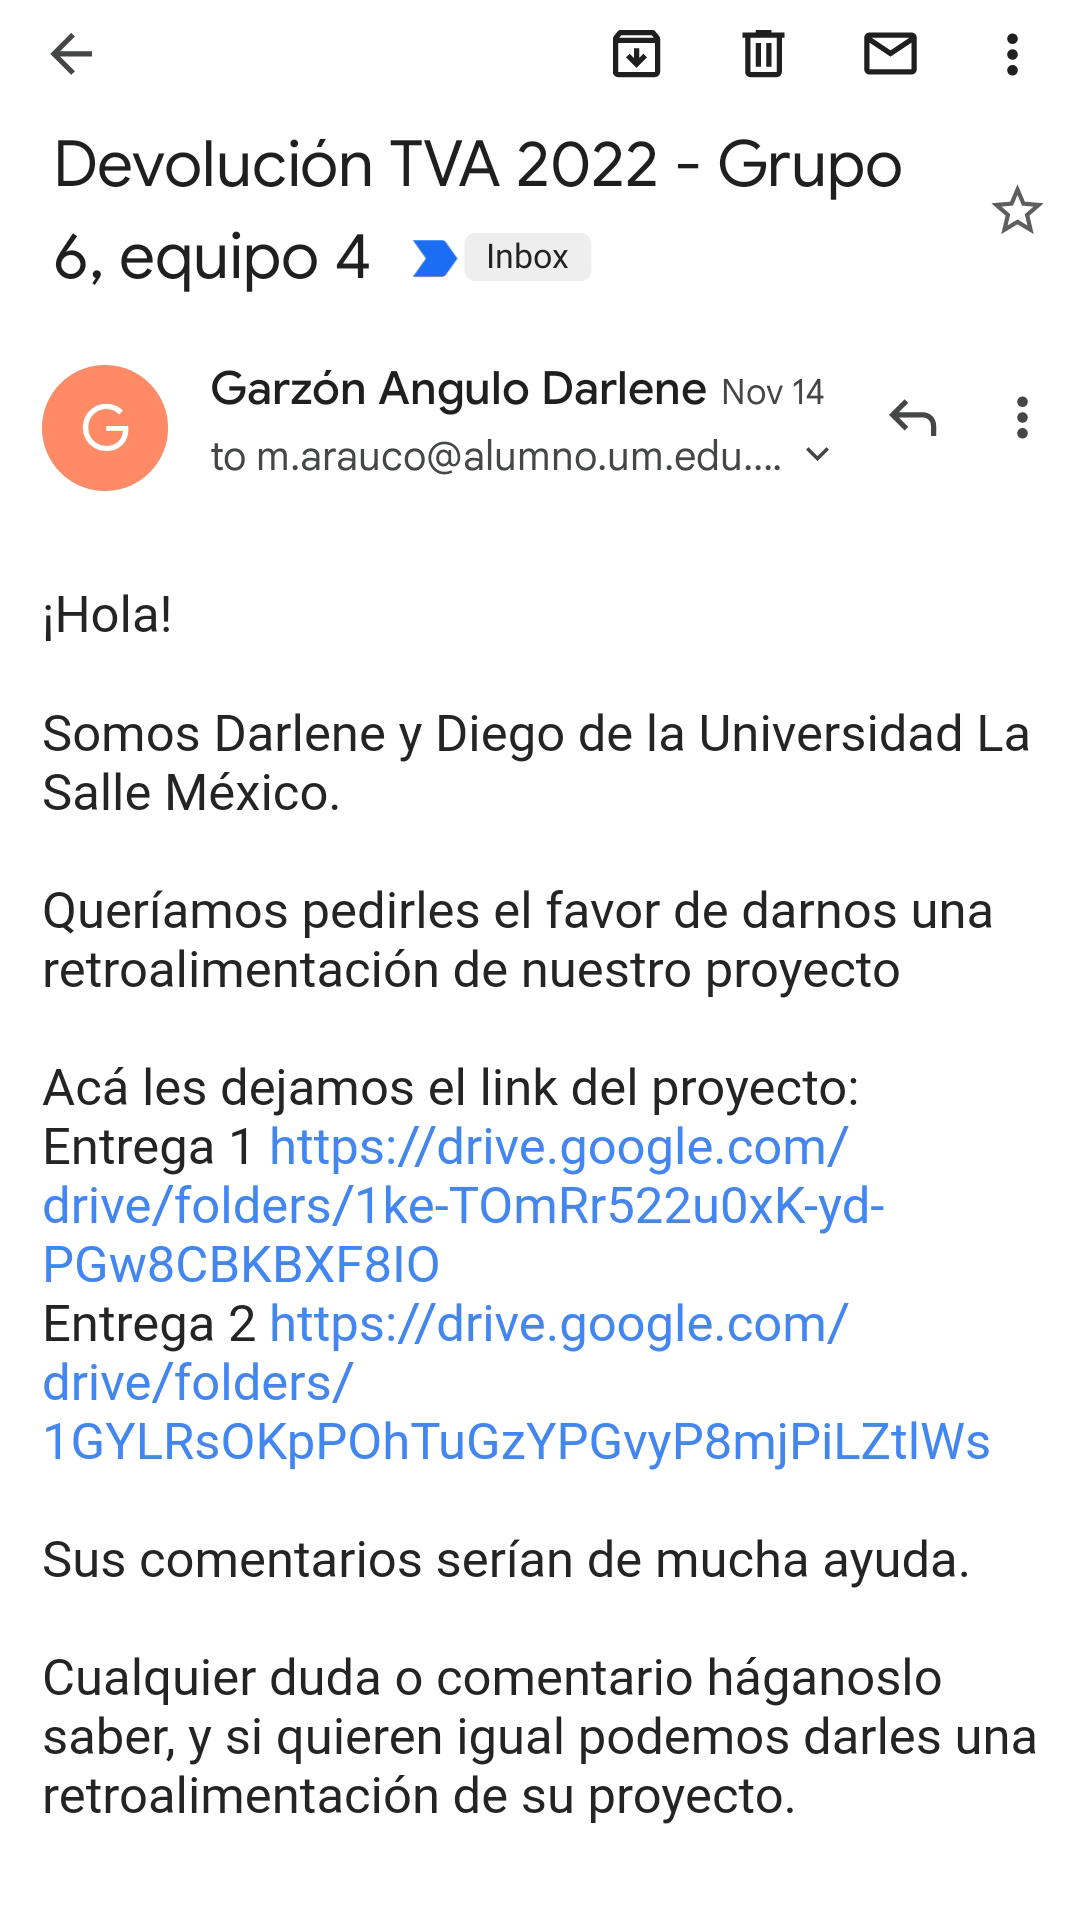 Devolución TVA 2022 - Grupo
6, equipo 4 Inbox
G
Garzón Angulo Darlene Nov 14
to m.arauco@alumno.um.edu....
¡Hola!
Somos Darlene y Diego de la Universidad La
Salle México.
Queríamos pedirles el favor de darnos una
retroalimentación de nuestro proyecto
Acá les dejamos el link del proyecto:
Entrega 1 https://drive.google.com/
drive/folders/1ke-TOmRr522u0xK-yd-
PGw8CBKBXF8IO
Entrega 2 https://drive.google.com/
drive/folders/
1GYLRsOKpPOhTuGzYPGvyP8mjPiLZtlWs
Sus comentarios serían de mucha ayuda.
Cualquier duda o comentario háganoslo
saber, y si quieren igual podemos darles una
retroalimentación de su proyecto.